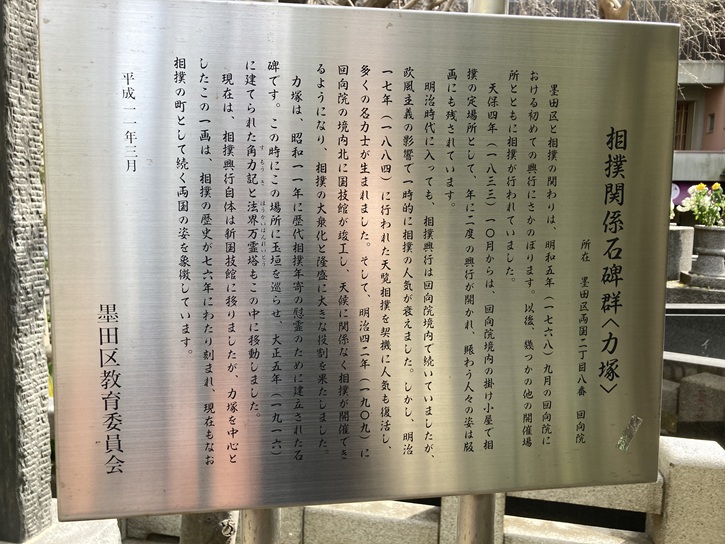 相撲関係石碑群〈力塚〉
所在 墨田区両国二丁目八番 回向院
墨田区と相撲の関わりは、明和五年(一七六八)九月の回向院に
おける初めての興行にさかのぼります。以後、幾つかの他の開催場
所とともに相撲が行われていました。
天保四年(一八三三)一〇月からは、回向院境内の掛け小屋で相
撲の定場所として、年に二度の興行が開かれ、賑わう人々の姿は版
画にも残されています。
明治時代に入っても、相撲興行は回向院境内で続いていましたが、
欧風主義の影響で一時的に相撲の人気が衰えました。しかし、明治
一七年(一八八四)に行われた天覧相撲を契機に人気も復活し、
多くの名力士が生まれました。そして、明治四二年(一九〇九)に
回向院の境内北に国技館が竣工し、天候に関係なく相撲が開催でき
るようになり、相撲の大衆化と隆盛に大きな役割を果たしました。
力塚は、昭和一一年に歴代相撲年寄の慰霊のために建立された石
碑です。この時にこの場所に玉垣を巡らせ、大正五年(一九一六)
に建てられた角力記と法界万霊塔もこの中に移動しました。
すもうき ほうかいばんれいとう
現在は、相撲興行自体は新国技館に移りましたが、力塚を中心と
したこの一画は、相撲の歴史が七六年にわたり刻まれ、現在もなお
相撲の町として続く両国の姿を象徴しています。
平成一一年三月
墨田区教育委員会